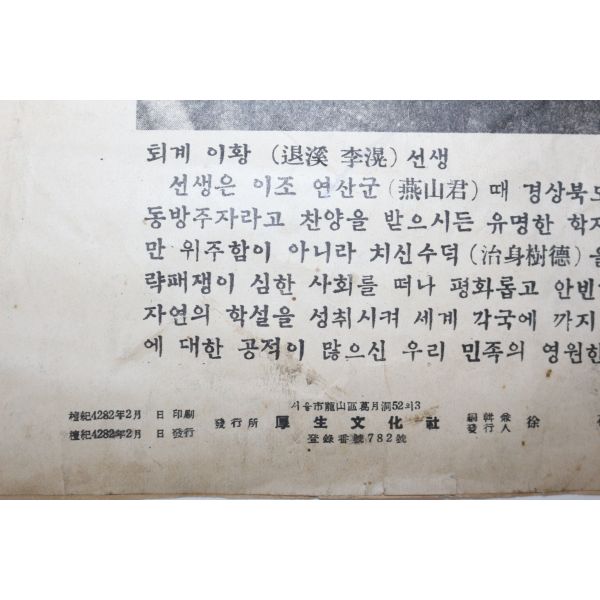 퇴계 이황 (退溪 李滉) 선생
선생은 이조 연산군 (燕山君) 때 경상북도
동방주자라고 찬양을 받으시든 유명한 학자
만 위주함이 아니라 치신수덕 (治身樹德) 을
략패쟁이 심한 사회를 떠나 평화롭고 안반
자연의 학설을 성취시켜 세계 각국에 까지
에 대한 공적이 많으신 우리 민족의 영원한
檀紀4282年2月 日 印刷
檀紀4282年2月 日 發行
서울市龍山區葛月洞52의3
發行所 厚生文化社
登錄番號782號
編輯兼
發行人 徐